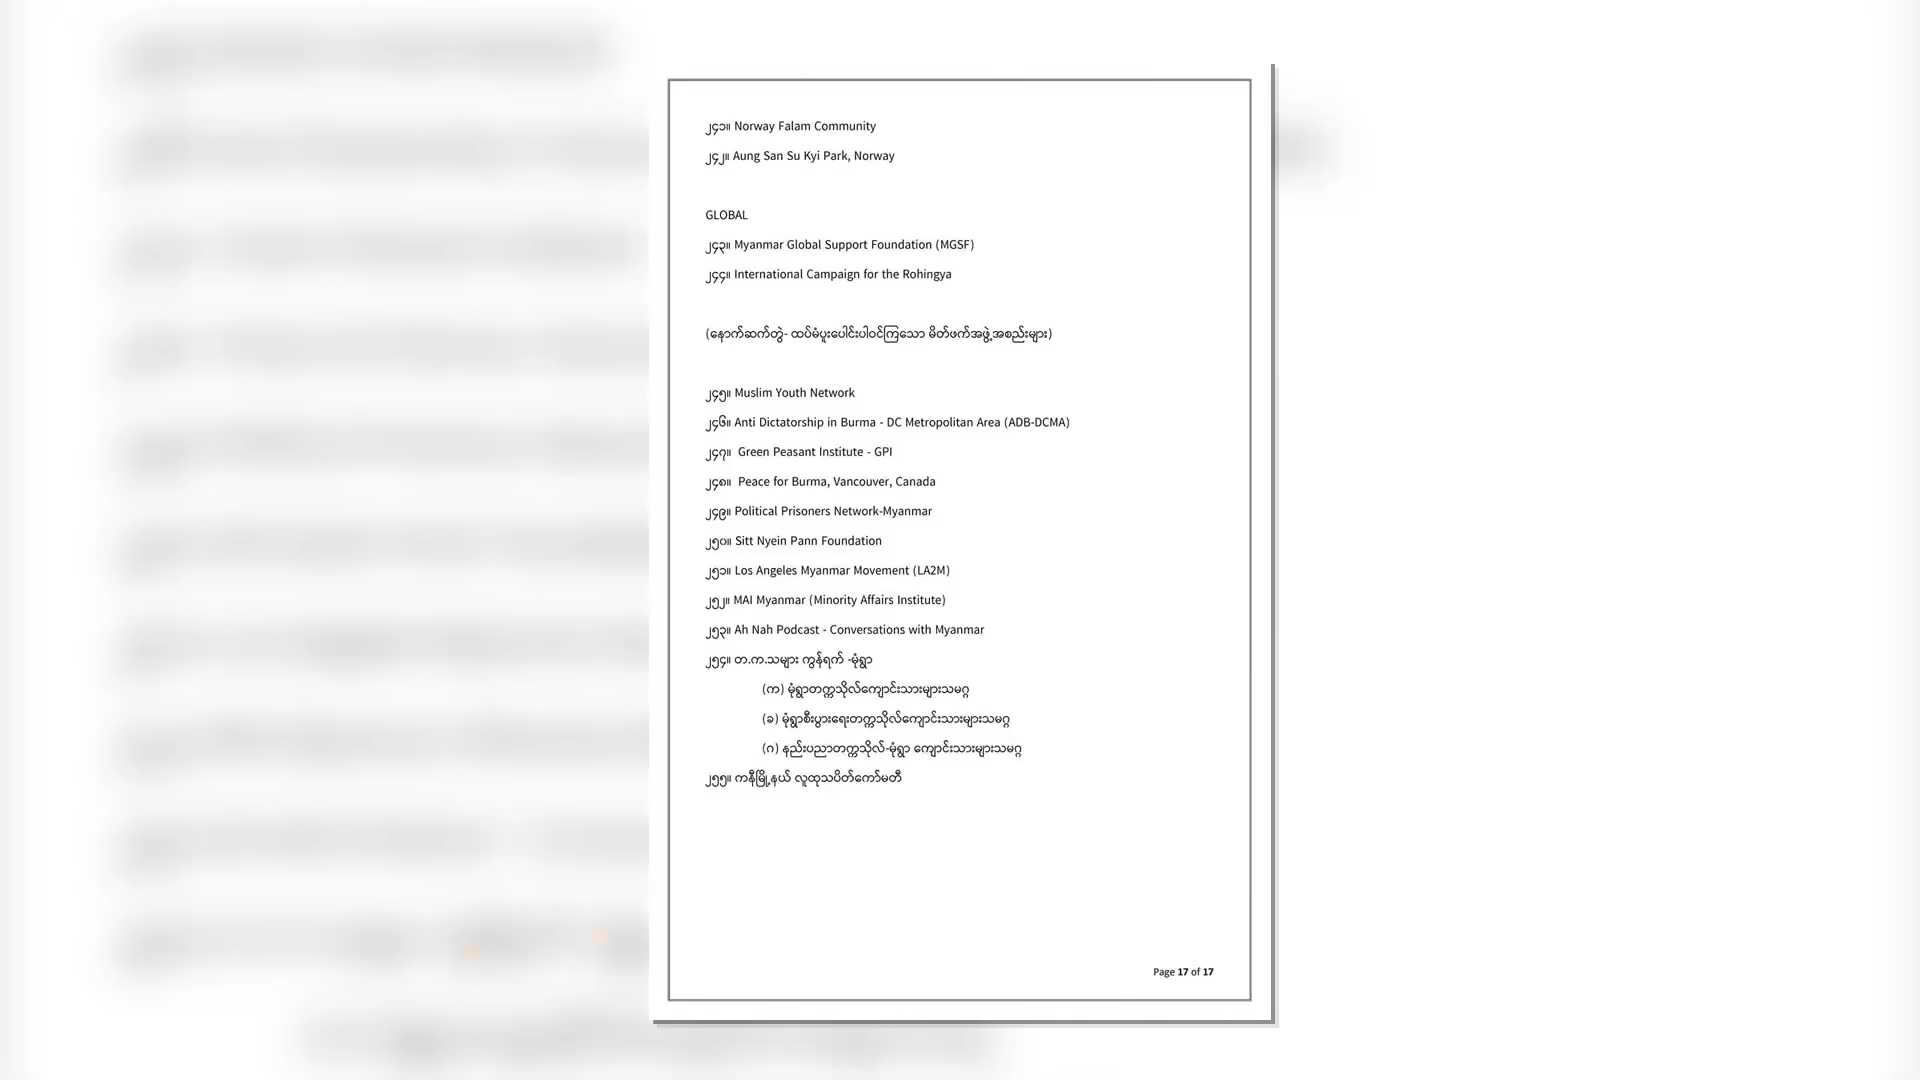 ၂၄၁။ Norway Falam Community
၂၄၂။ Aung San Su Kyi Park, Norway
GLOBAL
၂၄၃။ Myanmar Global Support Foundation (MGSF)
၂၄၄။ International Campaign for the Rohingya
(နောက်ဆက်တွဲ- ထပ်မံပူးပေါင်းပါဝင်ကြသော မိတ်ဖက်အဖွဲ့အစည်းများ)
၂၄၅။ Muslim Youth Network
၂၄၆။ Anti Dictatorship in Burma - DC Metropolitan Area (ADB-DCMA)
၂၄၇။ Green Peasant Institute - GPI
၂၄၈။ Peace for Burma, Vancouver, Canada
၂၄၉။ Political Prisoners Network-Myanmar
၂၅၀။ Sitt Nyein Pann Foundation
၂၅၁။ Los Angeles Myanmar Movement (LA2M)
၂၅၂။ MAI Myanmar (Minority Affairs Institute)
၂၅၃။ Ah Nah Podcast - Conversations with Myanmar
၂၅၄။ တ.က.သများ ကွန်ရက် -မုံရွာ
(က) မုံရွာတက္ကသိုလ်ကျောင်းသားများသမဂ္ဂ
(ခ) မုံရွာစီးပွားရေးတက္ကသိုလ်ကျောင်းသားများသမဂ္ဂ
(ဂ) နည်းပညာတက္ကသိုလ်-မုံရွာ ကျောင်းသားများသမဂ္ဂ
၂၅၅။ ကနီမြို့နယ် လူထုသပိတ်ကော်မတီ
Page 17 of 17